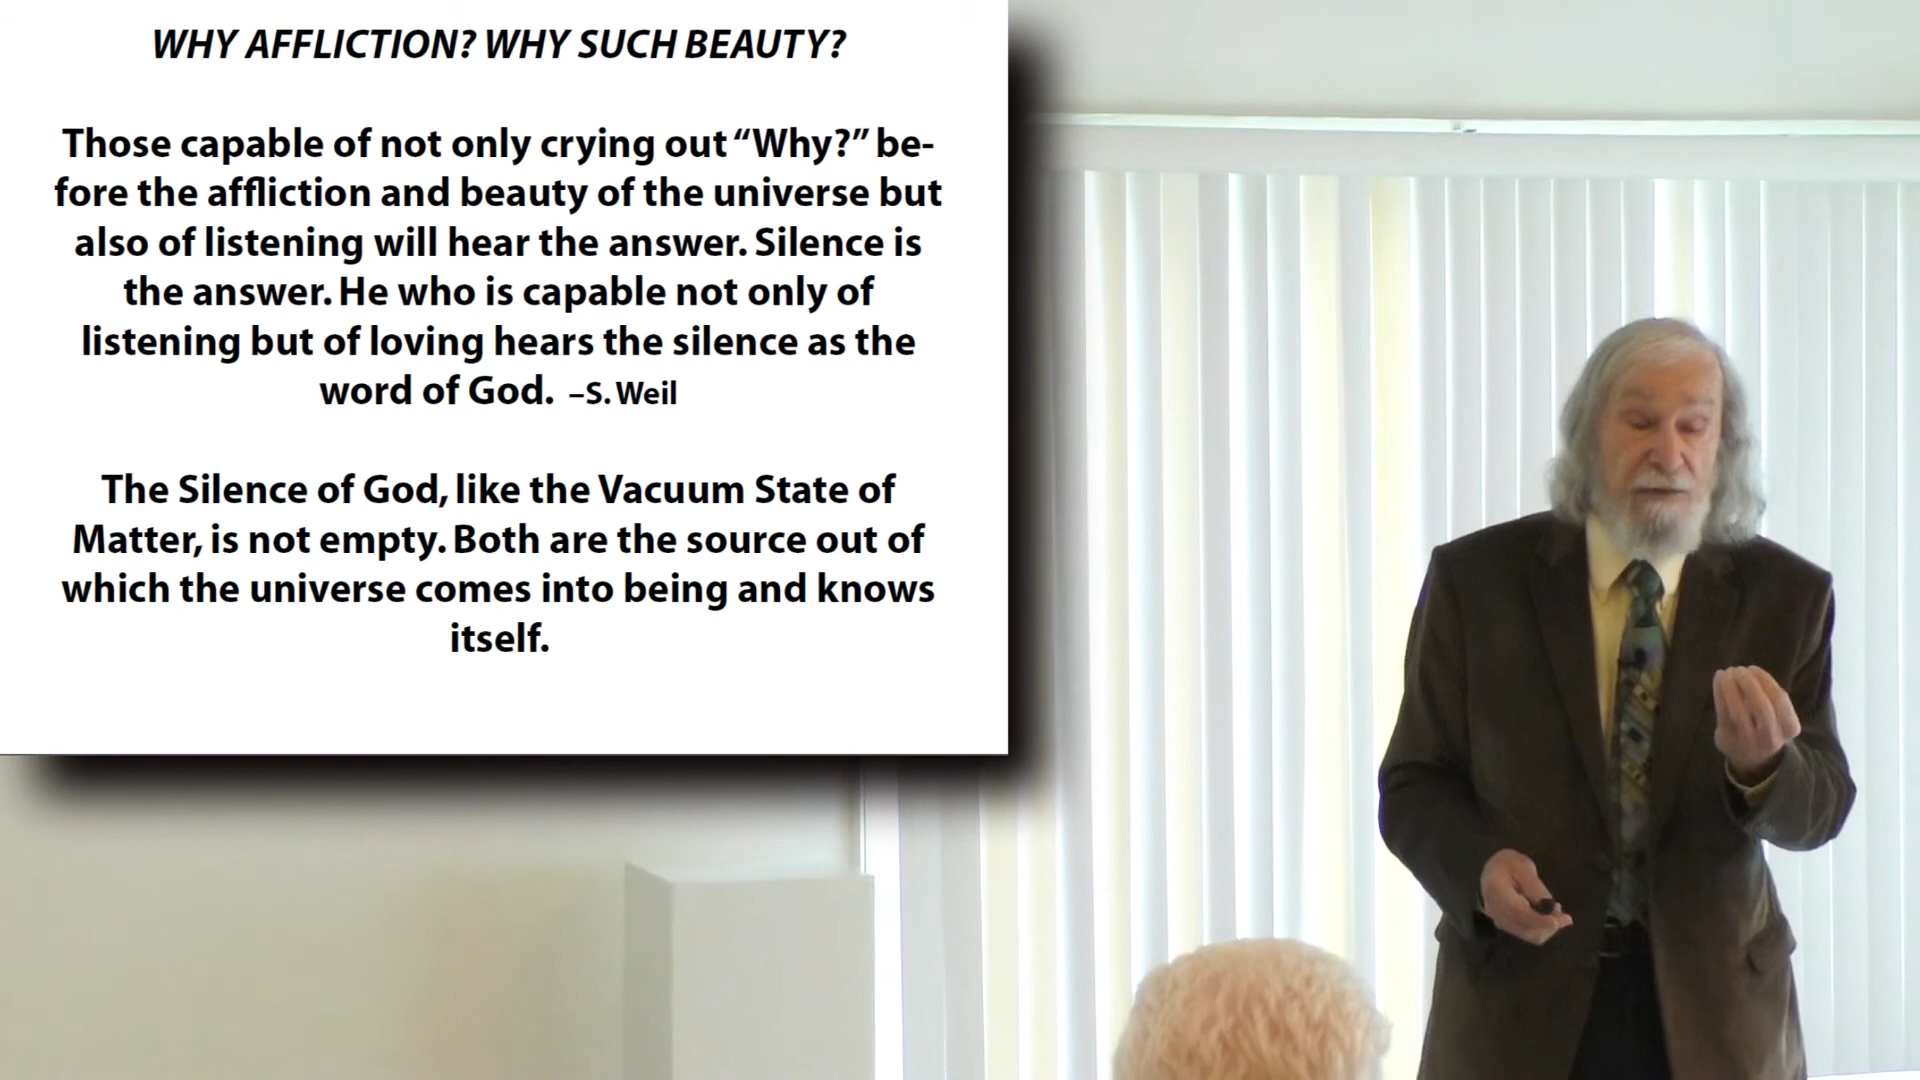 WHY AFFLICTION? WHY SUCH BEAUTY?
Those capable of not only crying out “Why?” be-
fore the affliction and beauty of the universe but
also of listening will hear the answer. Silence is
the answer. He who is capable not only of
listening but of loving hears the silence as the
word of God. –S. Weil
The Silence of God, like the Vacuum State of
Matter, is not empty. Both are the source out of
which the universe comes into being and knows
itself.